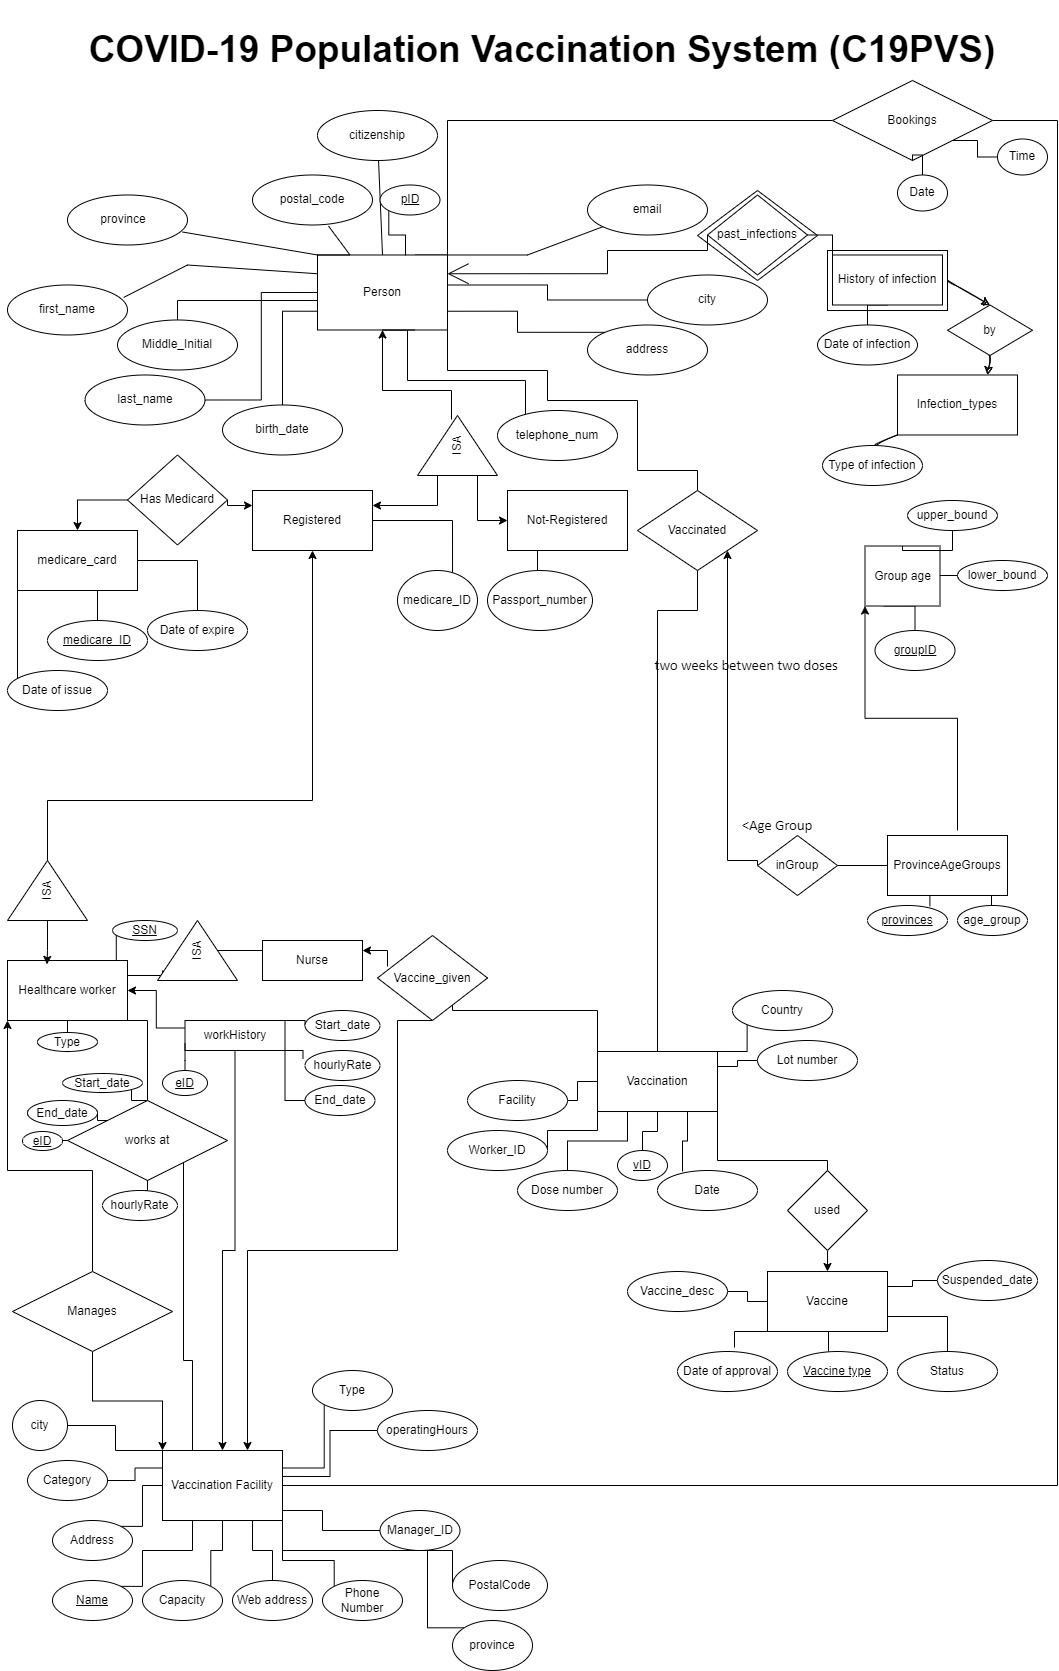 COVID-19 Population Vaccination System (C19PVS)
Bookings
citizenship
Time
Date
postal_code
pID
email
province
past_infections
History of infection
Person
city
first_name
Date of infection
by
Middle_Initial
address
last_name
Infection_types
birth_date
telephone_num
ISA
Type of infection
Has Medicard
Registered
Not-Registered
Vaccinated
upper_bound
medicare_card
Group age
lower_bound
medicare_ID
Passport_number
Date of expire
medicare_ID
groupID
two weeks between two doses
Date of issue
<Age Group
inGroup
ProvinceAgeGroups
ISA
provinces
age_group
SSN
ISA
Nurse
Vaccine_given
Healthcare worker
Country
Start_date
workHistory
Type
Lot number
hourlyRate
Vaccination
Start_date
eID
End_date
Facility
End_date
eID
works at
Worker_ID
vID
Dose number
Date
hourlyRate
used
Suspended_date
Vaccine_desc
Vaccine
Manages
Date of approval
Vaccine type
Status
Type
city
operatingHours
Category
Vaccination Facility
Manager_ID
Address
PostalCode
Name
Capacity
Web address
Phone
Number
province